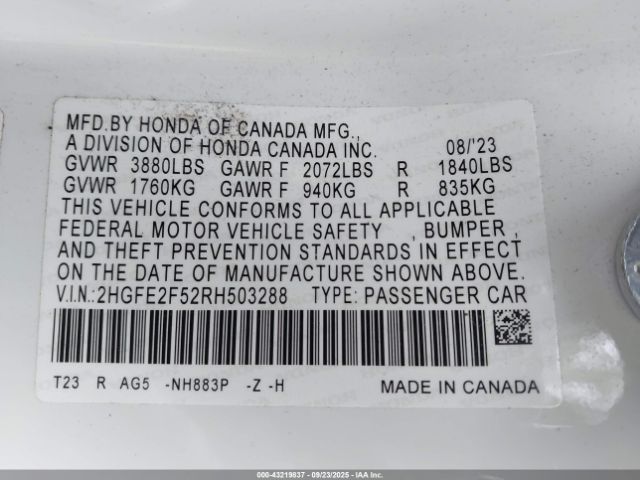 MFD.BY HONDA OF CANADA MFG.,
A DIVISION OF HONDA CANADA INC. 08/'23
GVWR 3880LBS GAWR F 2072LBS R 1840LBS
GVWR 1760KG GAWR F 940KG R 835KG
THIS VEHICLE CONFORMS TO ALL APPLICABLE
FEDERAL MOTOR VEHICLE SAFETY , BUMPER ,
AND THEFT PREVENTION STANDARDS IN EFFECT
ON THE DATE OF MANUFACTURE SHOWN ABOVE.
V.I.N.:2HGFE2F52RH503288 TYPE: PASSENGER CAR
T23 R AG5 -NH883P -Z -H MADE IN CANADA
000-43219837 - 09/23/2025 - IAAI.COM